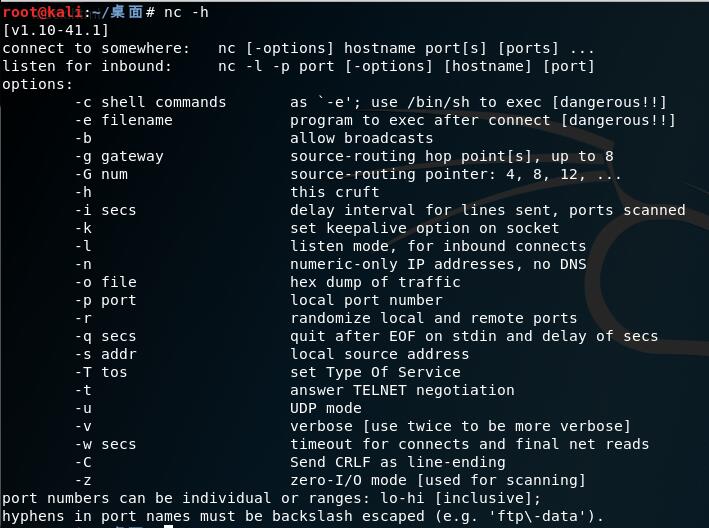 root@kali:~/桌面# nc -h
[v1.10-41.1]
connect to somewhere:   nc [-options] hostname port[s] [ports] ...
listen for inbound:     nc -l -p port [-options] [hostname] [port]
options:
        -c shell commands       as `-e'; use /bin/sh to exec [dangerous!!]
        -e filename             program to exec after connect [dangerous!!]
        -b                      allow broadcasts
        -g gateway              source-routing hop point[s], up to 8
        -G num                  source-routing pointer: 4, 8, 12, ...
        -h                      this cruft
        -i secs                 delay interval for lines sent, ports scanned
        -k                      set keepalive option on socket
        -l                      listen mode, for inbound connects
        -n                      numeric-only IP addresses, no DNS
        -o file                 hex dump of traffic
        -p port                 local port number
        -r                      randomize local and remote ports
        -q secs                 quit after EOF on stdin and delay of secs
        -s addr                 local source address
        -T tos                  set Type Of Service
        -t                      answer TELNET negotiation
        -u                      UDP mode
        -v                      verbose [use twice to be more verbose]
        -w secs                 timeout for connects and final net reads
        -C                      Send CRLF as line-ending
        -z                      zero-I/O mode [used for scanning]
port numbers can be individual or ranges: lo-hi [inclusive];
hyphens in port names must be backslash escaped (e.g. 'ftp\-data').